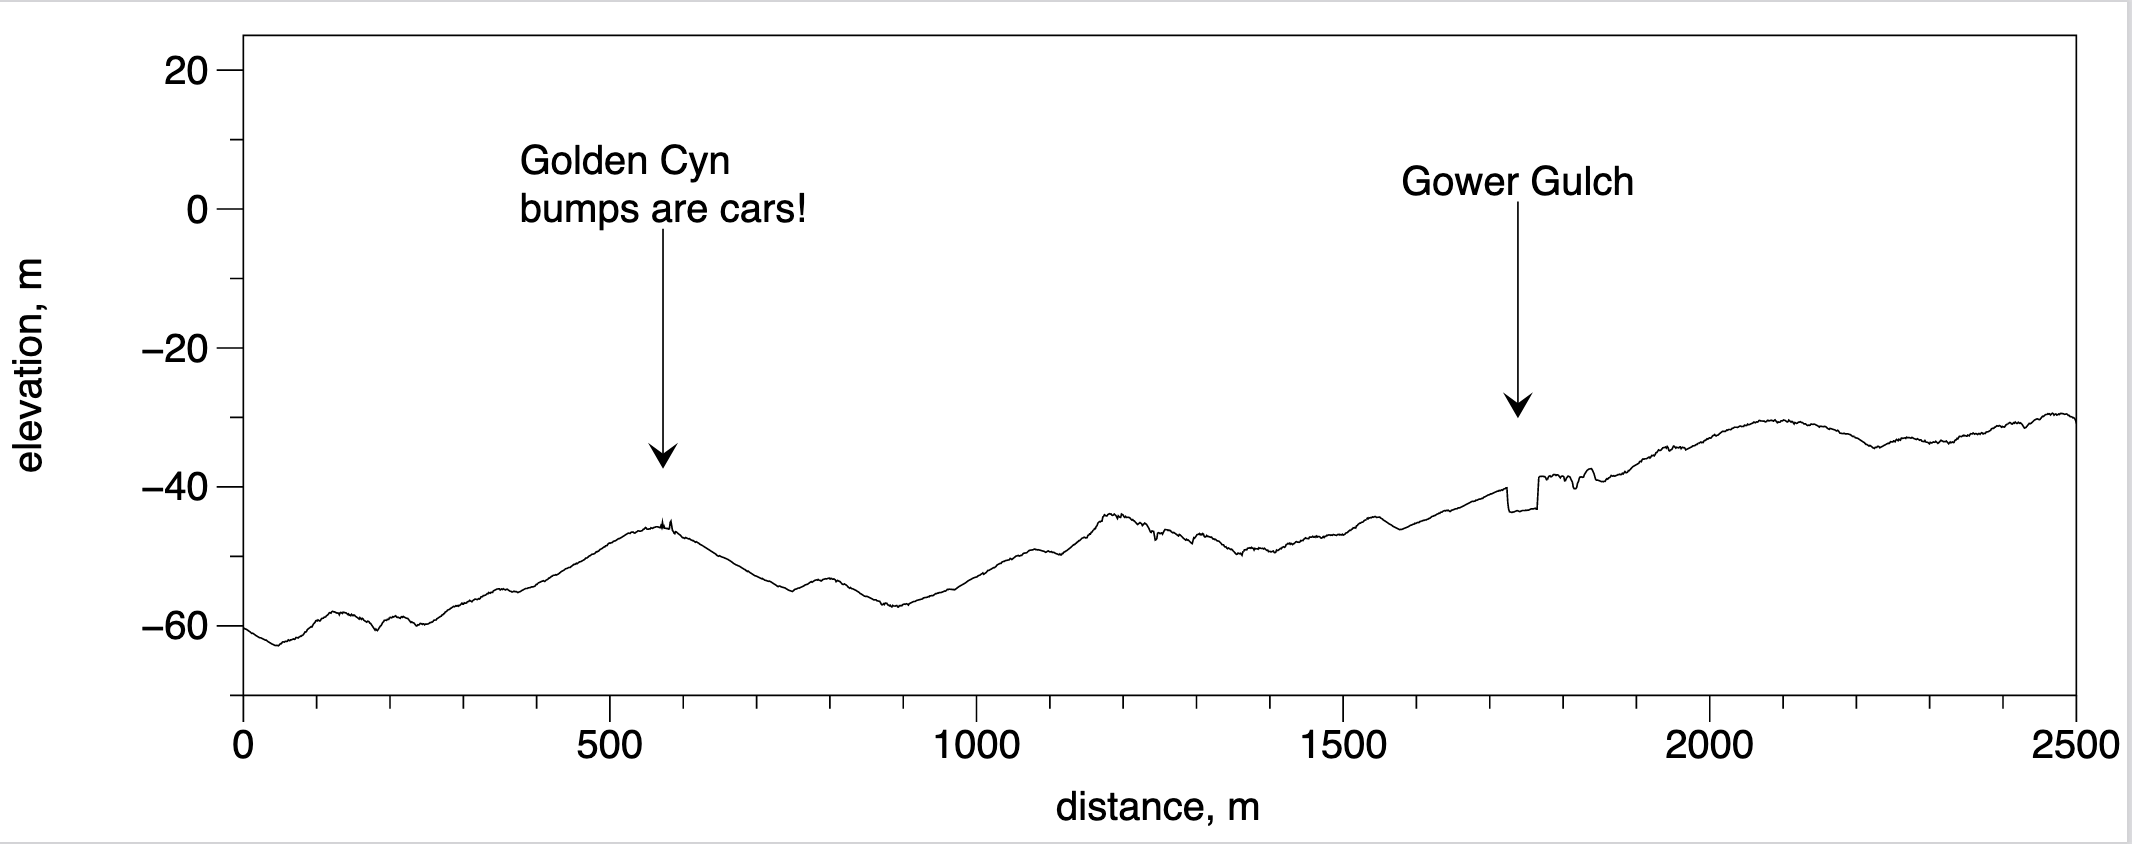 20
0
–20
–40
–60
elevation, m
Golden Cyn
bumps are cars!
Gower Gulch
0 500 1000 1500 2000 2500
distance, m